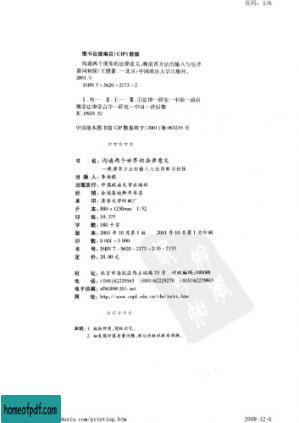 页码，1/6
图书在版编目（CIP）数据
沟通两个世界的法律意义：晚清西方法的输入与法律
新词初探/王健著．—北京：中国政法大学出版社，
2001.9
ISBN 7-5620-2173-2
Ⅰ.沟… Ⅱ.王… Ⅲ.①法律—研究—中国—清后
期②法律语言学—研究—中国—清后期
Ⅳ.D929.52
中国版本图书馆CIP数据核字（2001）第063245号
☆☆☆☆☆
书 名：沟通两个世界的法律意义
——晚清西方法的输入与法律新词初探
出版人：李传敢
出版发行：中国政法大学出版社
经 销：全国各地新华书店
印 刷：清华大学印刷厂
开 本：880×1230mm 1/32
印 张：10.375
字 数：280千字
版 本：2001年10月第1版 2001年10月第1次印刷
印 数：0 001－3 000
书 号：ISBN 7-5620-2173-2/D·2133
定 价：20.00元
社 址：北京市海淀区西土城路25号 邮政编码：100088
电 话：(010)62229563 (010)62229278 (010)62229803
电子信箱：zf5620@263.net
网 址：http://www.cupl.edu.cn/cbs/index.htm
☆☆☆☆☆
声 明：1. 版权所有，侵权必究。
2. 如发现印装质量问题，请与出版社联系调换。
homeofpdf.com
/printing.htm
2008-12-6